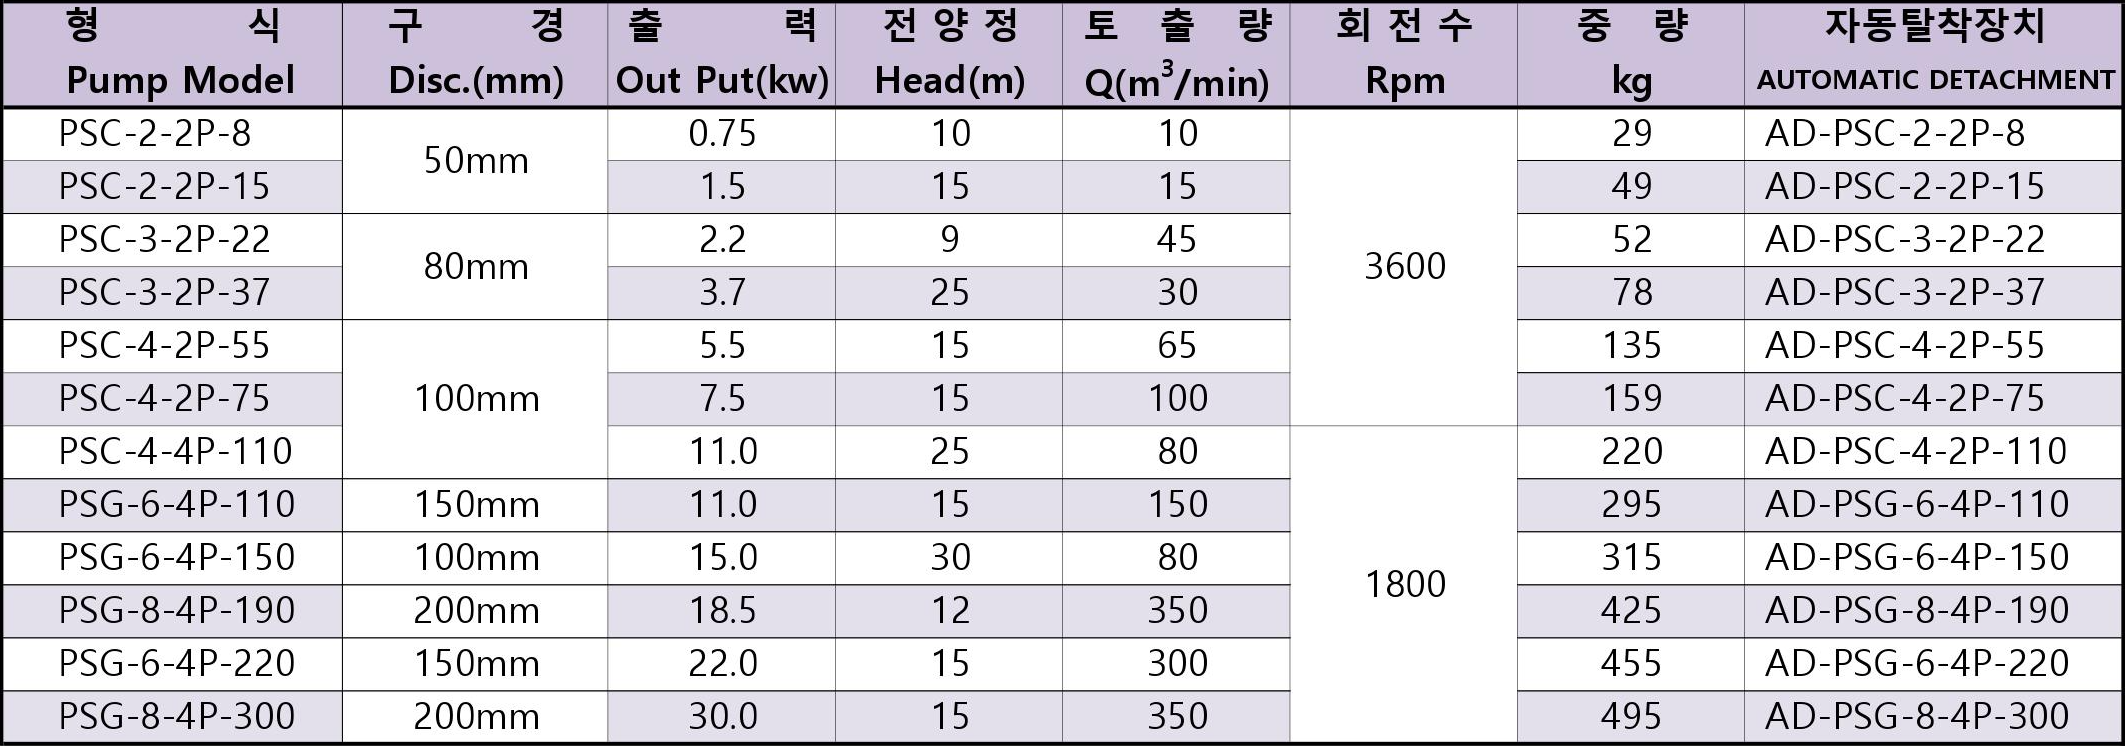 형 식 구 경 출 력 전 양 정 토 출 량 회 전 수 중 량 자동탈착장치
Pump Model Disc.(mm) Out Put(kw) Head(m) Q(m³/min) Rpm kg AUTOMATIC DETACHMENT
PSC-2-2P-8 50mm 0.75 10 10 3600 29 AD-PSC-2-2P-8
PSC-2-2P-15 1.5 15 15 49 AD-PSC-2-2P-15
PSC-3-2P-22 80mm 2.2 9 45 52 AD-PSC-3-2P-22
PSC-3-2P-37 3.7 25 30 78 AD-PSC-3-2P-37
PSC-4-2P-55 100mm 5.5 15 65 135 AD-PSC-4-2P-55
PSC-4-2P-75 7.5 15 100 159 AD-PSC-4-2P-75
PSC-4-4P-110 11.0 25 80 1800 220 AD-PSC-4-2P-110
PSG-6-4P-110 150mm 11.0 15 150 295 AD-PSG-6-4P-110
PSG-6-4P-150 100mm 15.0 30 80 315 AD-PSG-6-4P-150
PSG-8-4P-190 200mm 18.5 12 350 425 AD-PSG-8-4P-190
PSG-6-4P-220 150mm 22.0 15 300 455 AD-PSG-6-4P-220
PSG-8-4P-300 200mm 30.0 15 350 495 AD-PSG-8-4P-300